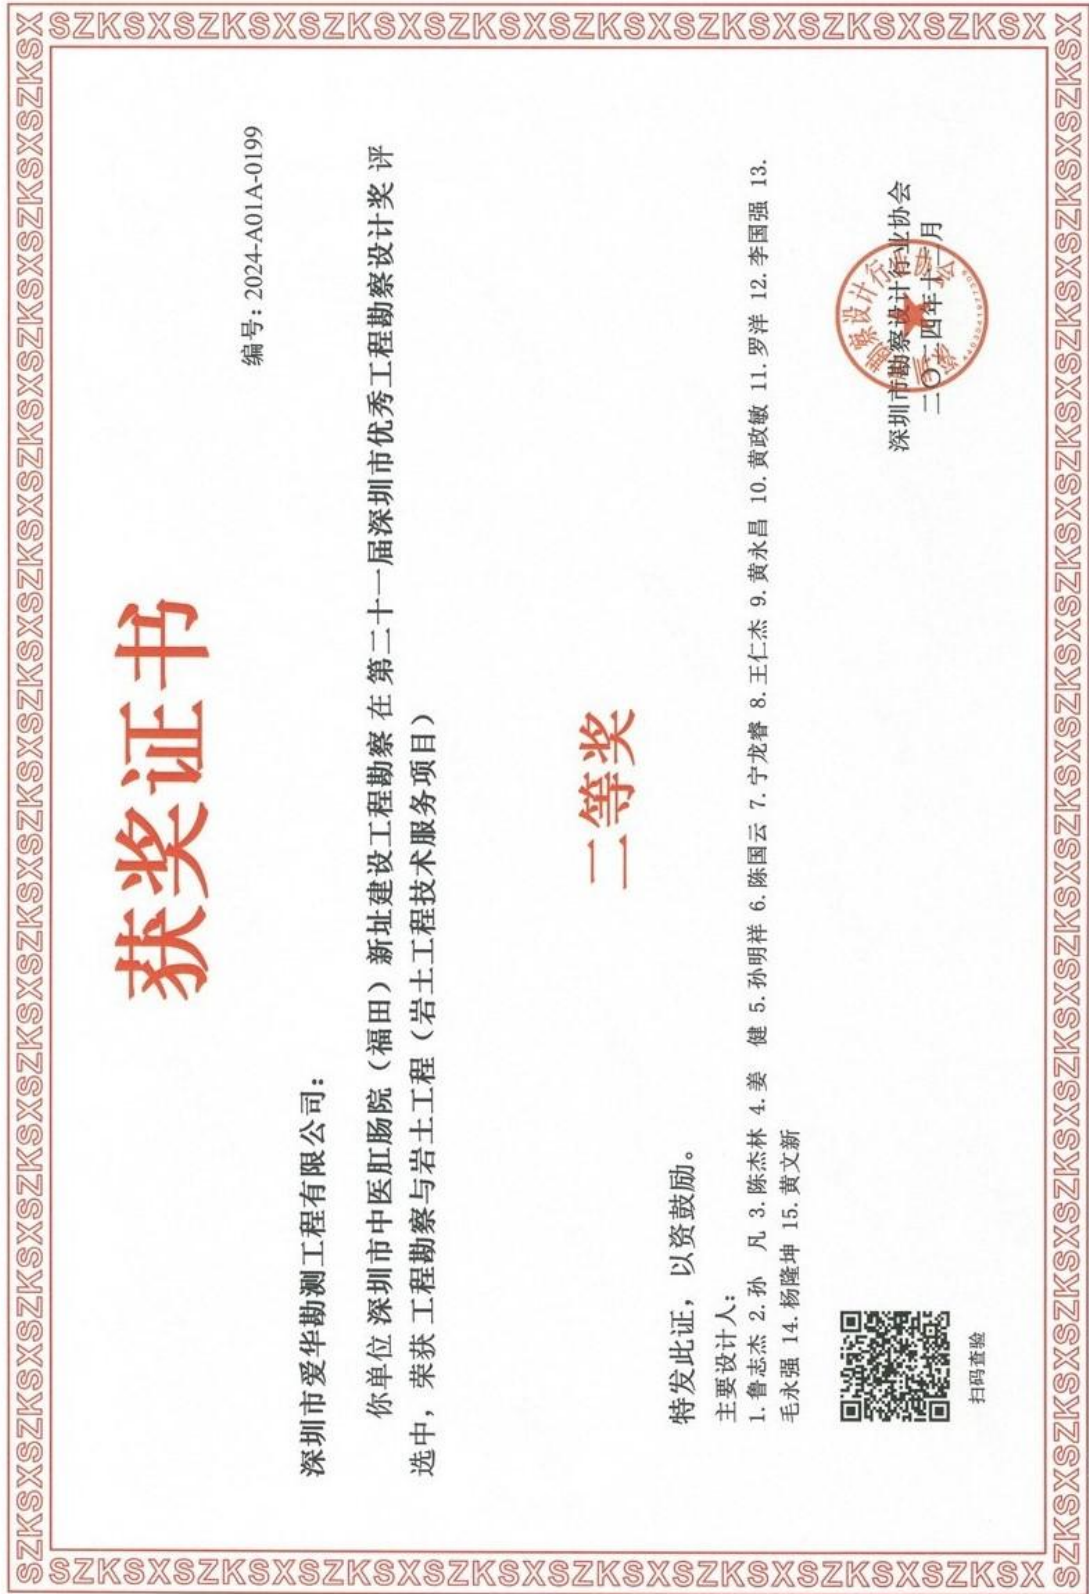 获奖证书
编号：2024-A01A-0199
深圳市爱华勘测工程有限公司：
你单位 深圳市中医肛肠院（福田）新址建设工程勘察 在 第二十一届深圳市优秀工程勘察设计奖 评
选中，荣获 工程勘察与岩土工程（岩土工程技术服务项目）
二等奖
特发此证，以资鼓励。
主要设计人：
1.鲁志杰 2.孙　凡 3.陈杰林 4.姜　健 5.孙明祥 6.陈国云 7.宁龙睿 8.王仁杰 9.黄永昌 10.黄政敏 11.罗洋 12.李国强 13.
毛永强 14.杨隆坤 15.黄文新
深圳市勘察设计行业协会
二〇二四年十二月
扫码查验